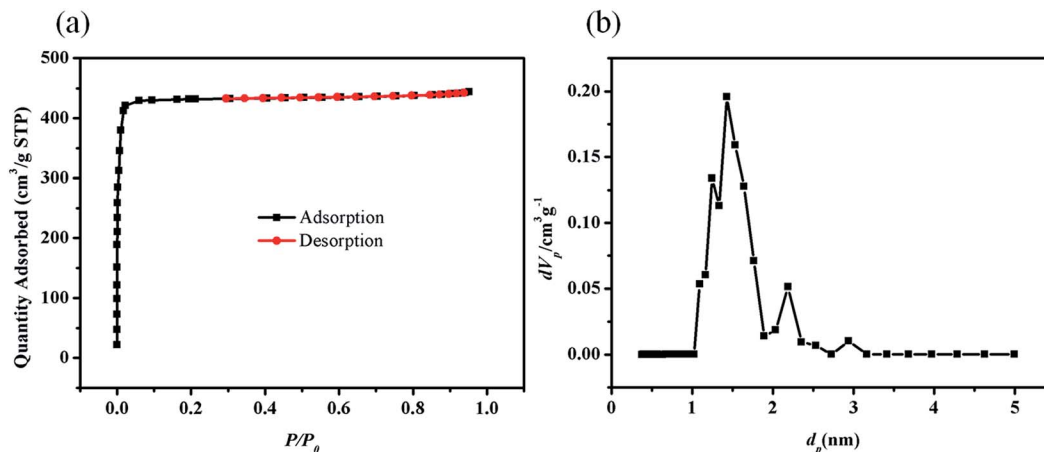 (a)
500
400
300
200
100
0
Quantity Adsorbed (cm³/g STP)
Adsorption
Desorption
0.0 0.2 0.4 0.6 0.8 1.0
P/P₀
(b)
0.20
0.15
0.10
0.05
0.00
dVₚ/cm³g⁻¹
0 1 2 3 4 5
dₚ(nm)